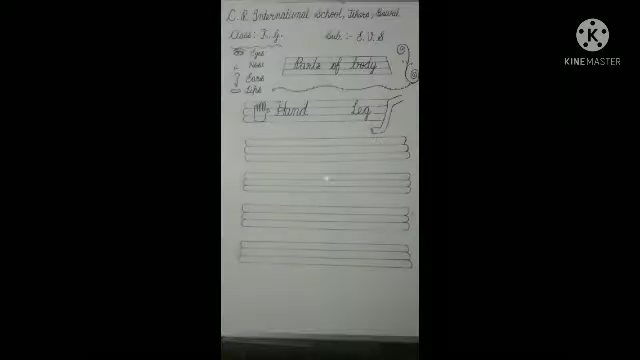 L. R. International School,
Class: K. G. Sub :- E. V. S
Eyes
Nose
Ears
Lips
Parts of body
Hand Leg
K
KINEMASTER